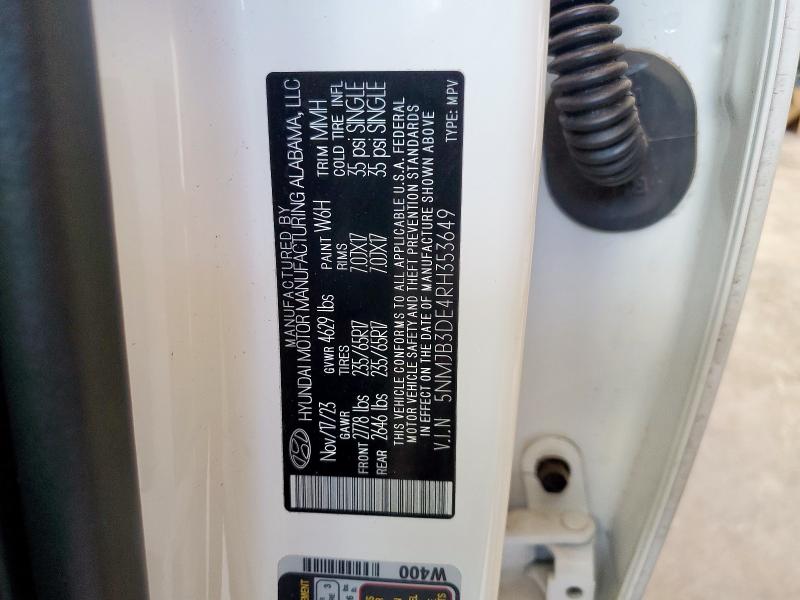 MANUFACTURED BY
HYUNDAI MOTOR MANUFACTURING ALABAMA, LLC
Nov/17/23 GVWR 4629 lbs PAINT W6H TRIM MMH
GAWR TIRES RIMS COLD TIRE INFL
FRONT 2778 lbs 235/65R17 7.0JX17 35 psi SINGLE
REAR 2646 lbs 235/65R17 7.0JX17 35 psi SINGLE
THIS VEHICLE CONFORMS TO ALL APPLICABLE U.S.A. FEDERAL
MOTOR VEHICLE SAFETY AND THEFT PREVENTION STANDARDS
IN EFFECT ON THE DATE OF MANUFACTURE SHOWN ABOVE
V.I.N 5NMJB3DE4RH353649 TYPE: MPV
W400